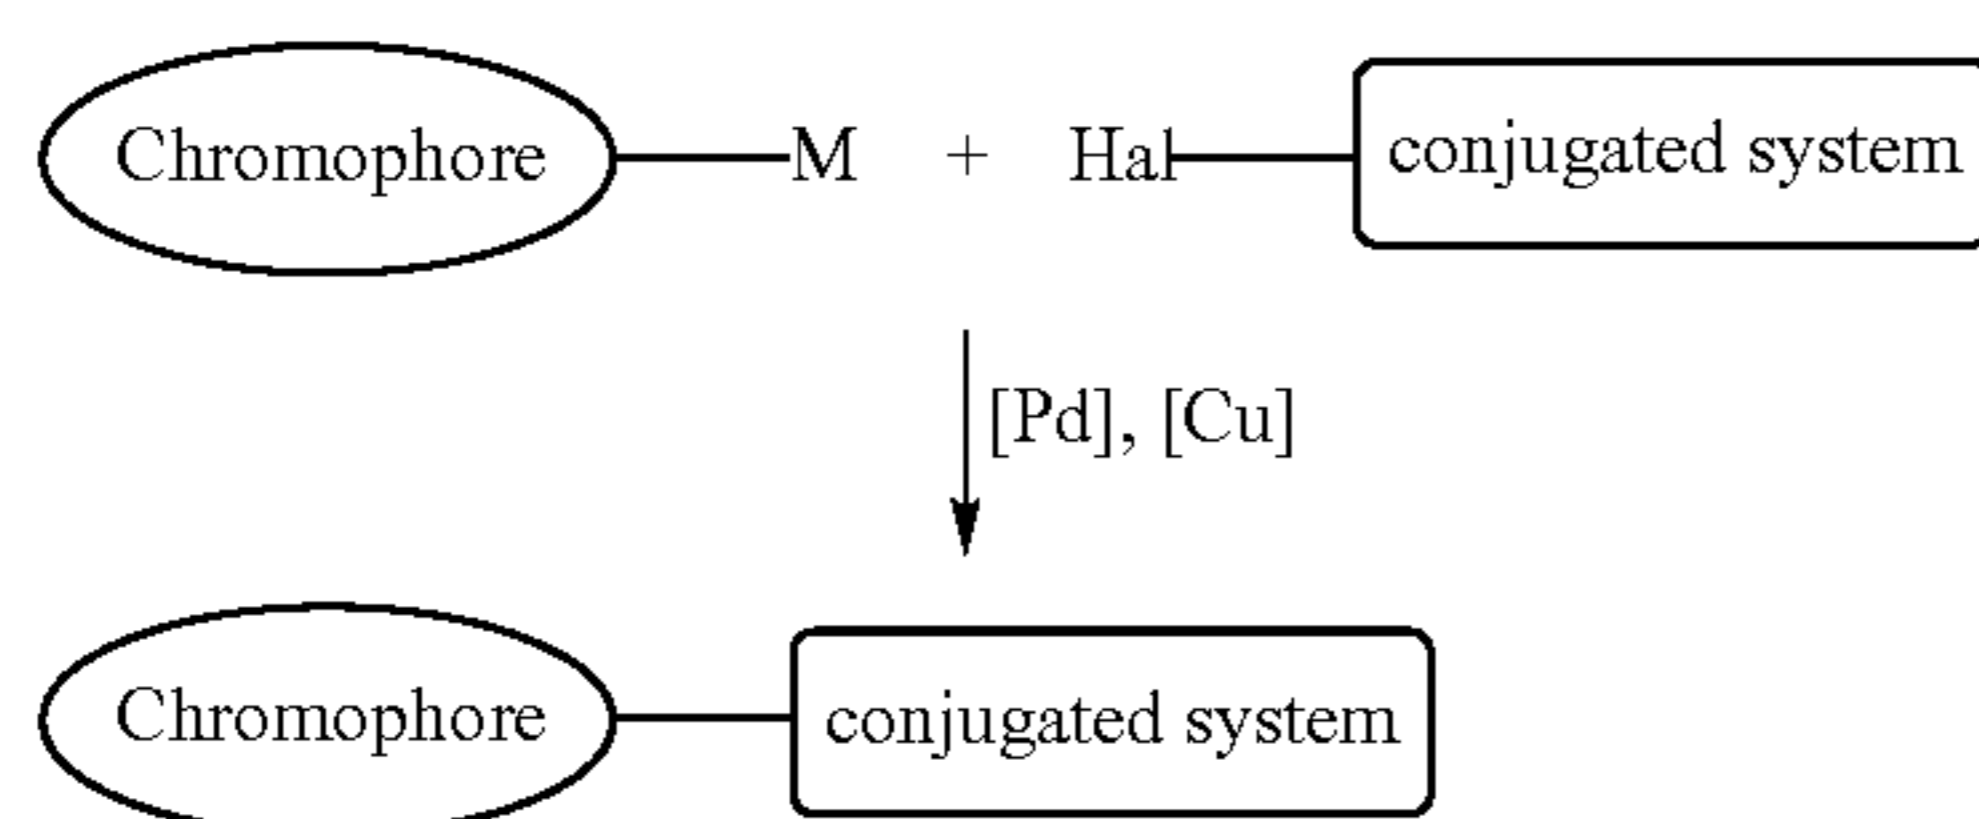 Chromophore M + Hal conjugated system
[Pd], [Cu]
Chromophore conjugated system